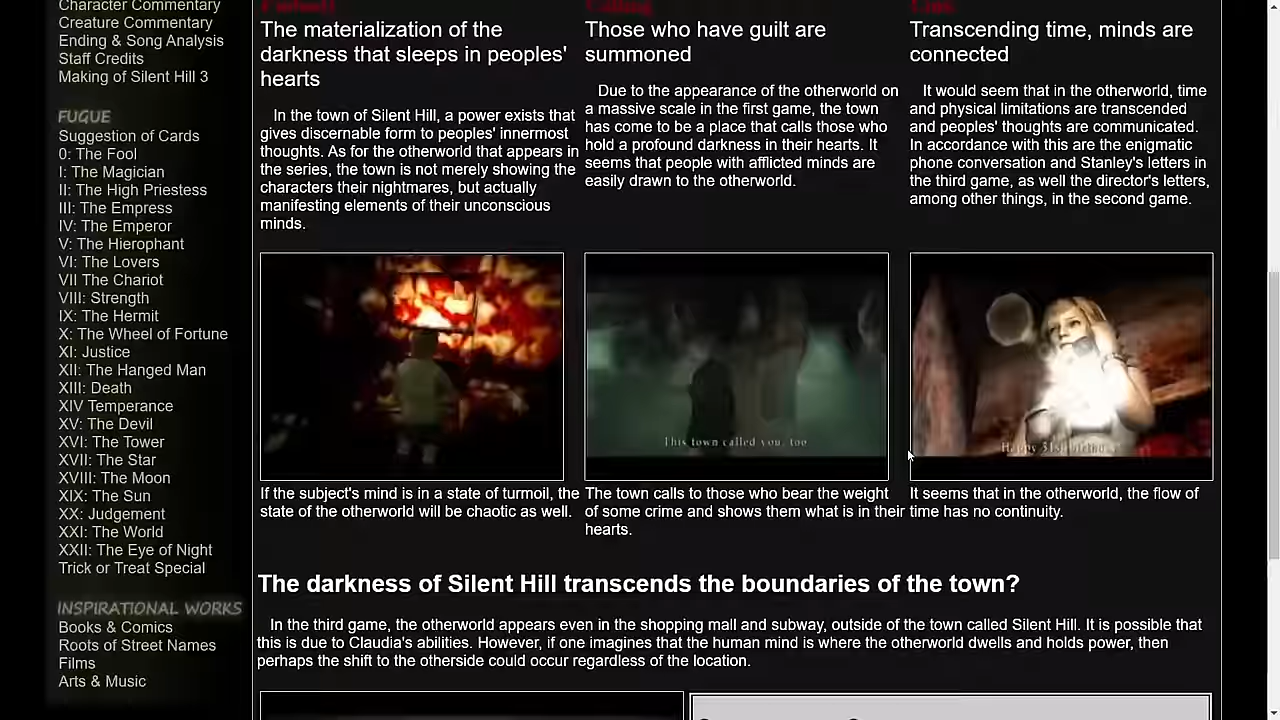 Character Commentary
Creature Commentary
Ending & Song Analysis
Staff Credits
Making of Silent Hill 3
FUGUE
Suggestion of Cards
0: The Fool
I: The Magician
II: The High Priestess
III: The Empress
IV: The Emperor
V: The Hierophant
VI: The Lovers
VII The Chariot
VIII: Strength
IX: The Hermit
X: The Wheel of Fortune
XI: Justice
XII: The Hanged Man
XIII: Death
XIV Temperance
XV: The Devil
XVI: The Tower
XVII: The Star
XVIII: The Moon
XIX: The Sun
XX: Judgement
XXI: The World
XXII: The Eye of Night
Trick or Treat Special
INSPIRATIONAL WORKS
Books & Comics
Roots of Street Names
Films
Arts & Music
The materialization of the
darkness that sleeps in peoples'
hearts
In the town of Silent Hill, a power exists that
gives discernable form to peoples' innermost
thoughts. As for the otherworld that appears in
the series, the town is not merely showing the
characters their nightmares, but actually
manifesting elements of their unconscious
minds.
If the subject's mind is in a state of turmoil, the
state of the otherworld will be chaotic as well.
Calling
Those who have guilt are
summoned
Due to the appearance of the otherworld on
a massive scale in the first game, the town
has come to be a place that calls those who
hold a profound darkness in their hearts. It
seems that people with afflicted minds are
easily drawn to the otherworld.
This town called you, too
The town calls to those who bear the weight
of some crime and shows them what is in their
hearts.
Link
Transcending time, minds are
connected
It would seem that in the otherworld, time
and physical limitations are transcended
and peoples' thoughts are communicated.
In accordance with this are the enigmatic
phone conversation and Stanley's letters in
the third game, as well the director's letters,
among other things, in the second game.
Happy 31st birthday
It seems that in the otherworld, the flow of
time has no continuity.
The darkness of Silent Hill transcends the boundaries of the town?
In the third game, the otherworld appears even in the shopping mall and subway, outside of the town called Silent Hill. It is possible that
this is due to Claudia's abilities. However, if one imagines that the human mind is where the otherworld dwells and holds power, then
perhaps the shift to the otherside could occur regardless of the location.